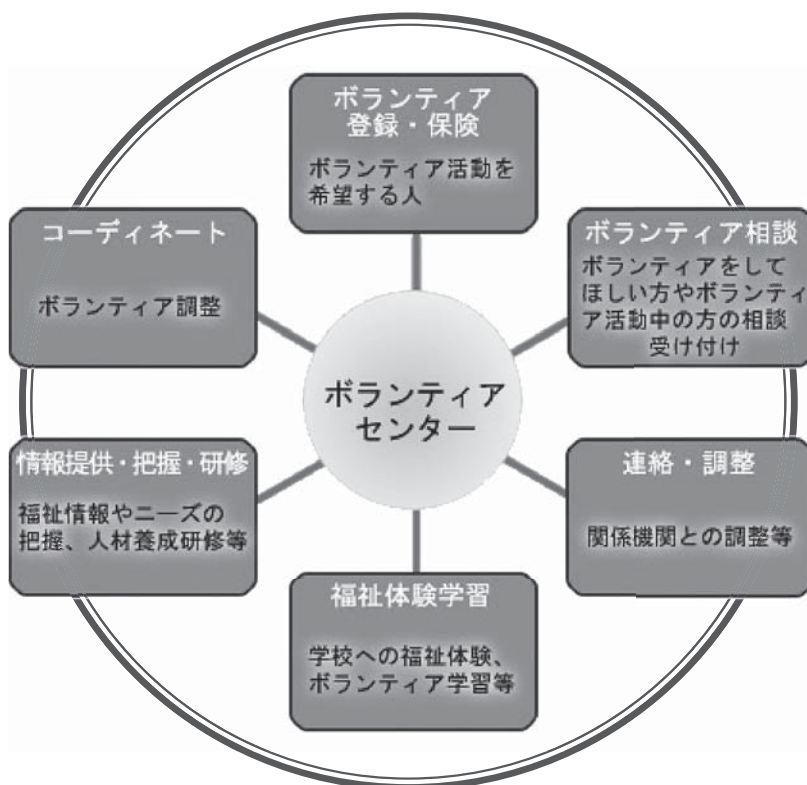 ボランティア
登録・保険
ボランティア活動を
希望する人
コーディネート
ボランティア調整
ボランティア相談
ボランティアをして
ほしい方やボランティ
ア活動中の方の相談
受け付け
ボランティア
センター
情報提供・把握・研修
福祉情報やニーズの
把握、人材養成研修等
連絡・調整
関係機関との調整等
福祉体験学習
学校への福祉体験、
ボランティア学習等